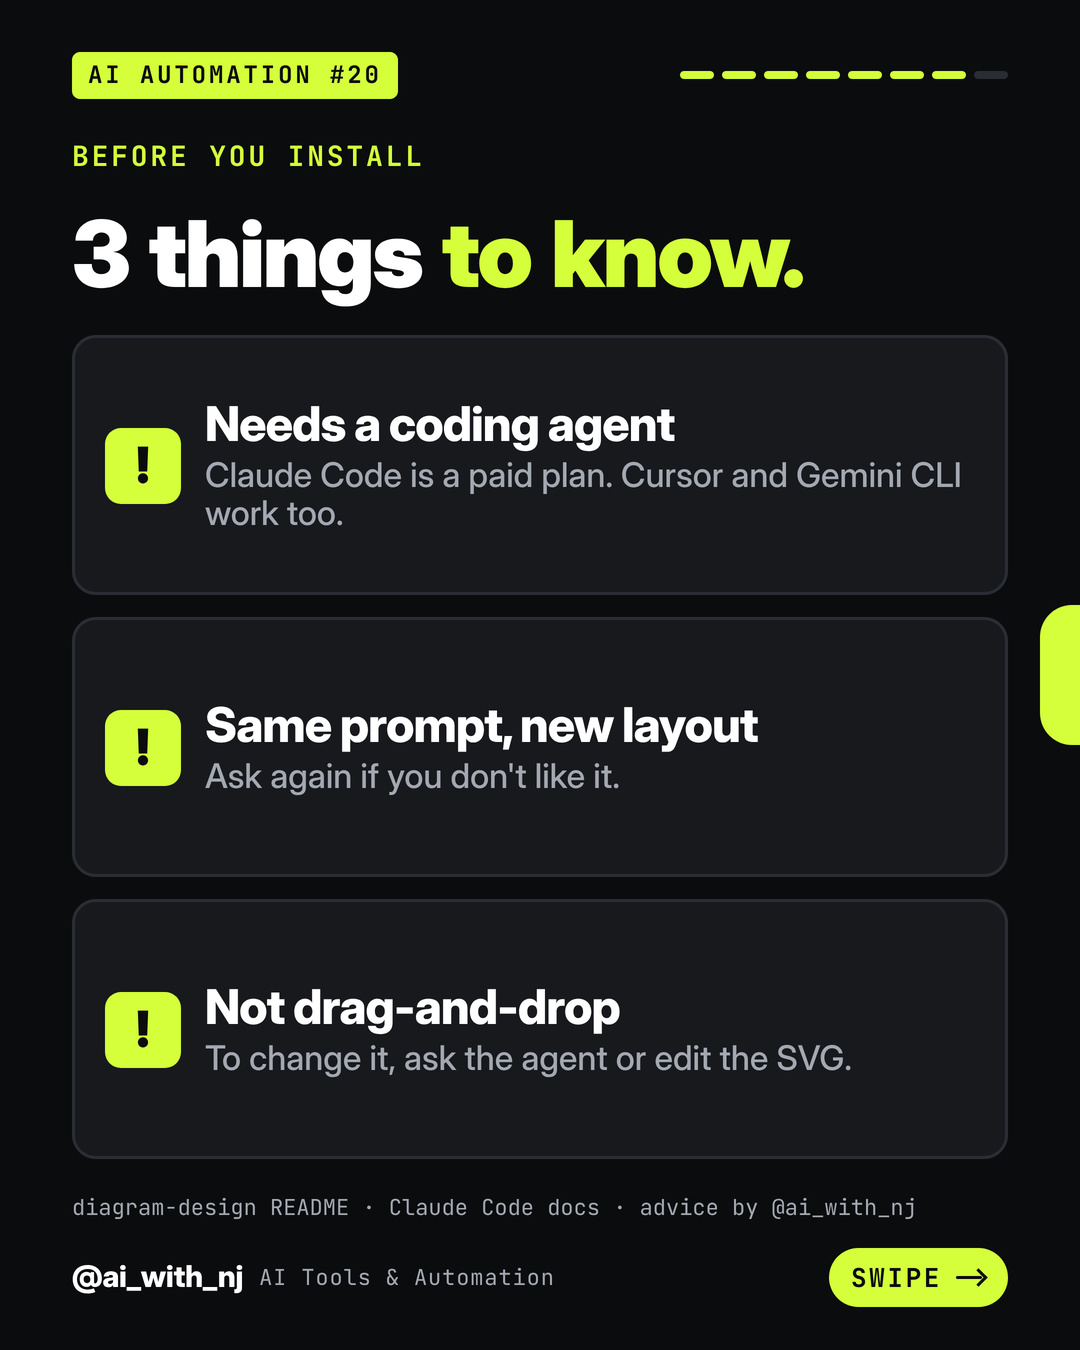 AI AUTOMATION #20
BEFORE YOU INSTALL
3 things to know.
!
Needs a coding agent
Claude Code is a paid plan. Cursor and Gemini CLI
work too.
!
Same prompt, new layout
Ask again if you don't like it.
!
Not drag-and-drop
To change it, ask the agent or edit the SVG.
diagram-design README · Claude Code docs · advice by @ai_with_nj
@ai_with_nj AI Tools & Automation
SWIPE →